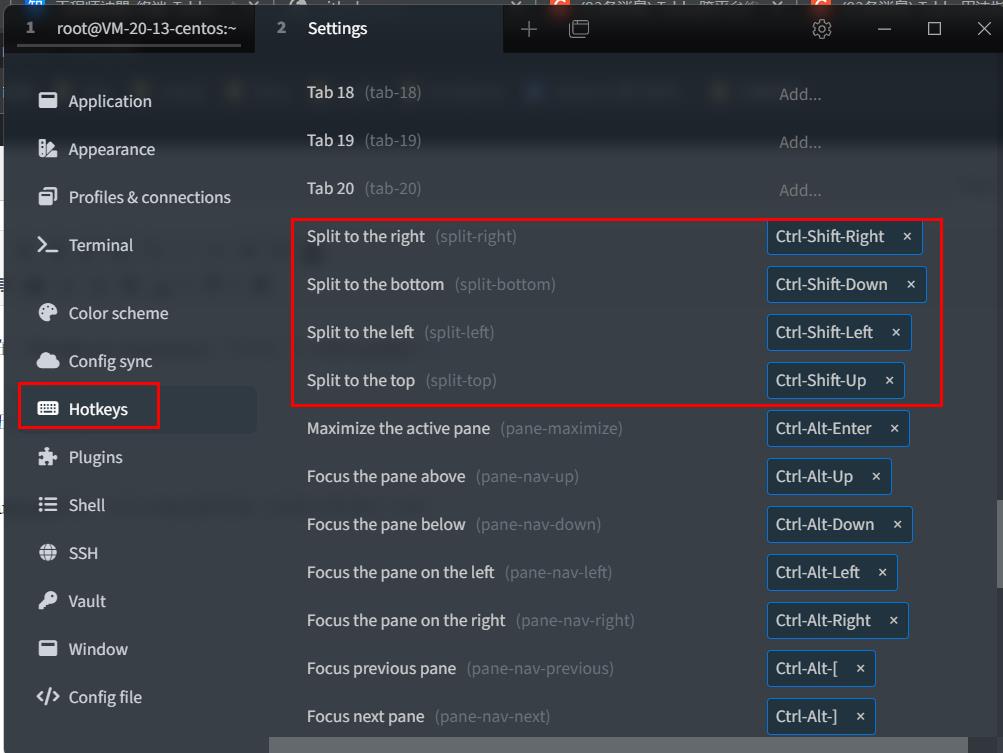 1 root@VM-20-13-centos:~ 2 Settings
Application
Appearance
Profiles & connections
Terminal
Color scheme
Config sync
Hotkeys
Plugins
Shell
SSH
Vault
Window
Config file
Tab 18 (tab-18) Add...
Tab 19 (tab-19) Add...
Tab 20 (tab-20) Add...
Split to the right (split-right) Ctrl-Shift-Right ×
Split to the bottom (split-bottom) Ctrl-Shift-Down ×
Split to the left (split-left) Ctrl-Shift-Left ×
Split to the top (split-top) Ctrl-Shift-Up ×
Maximize the active pane (pane-maximize) Ctrl-Alt-Enter ×
Focus the pane above (pane-nav-up) Ctrl-Alt-Up ×
Focus the pane below (pane-nav-down) Ctrl-Alt-Down ×
Focus the pane on the left (pane-nav-left) Ctrl-Alt-Left ×
Focus the pane on the right (pane-nav-right) Ctrl-Alt-Right ×
Focus previous pane (pane-nav-previous) Ctrl-Alt-[ ×
Focus next pane (pane-nav-next) Ctrl-Alt-] ×